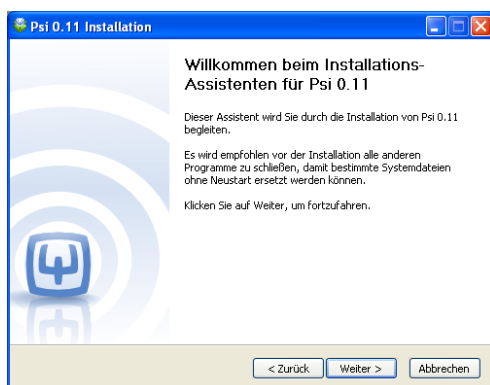 Psi 0.11 Installation
Willkommen beim Installations-
Assistenten für Psi 0.11
Dieser Assistent wird Sie durch die Installation von Psi 0.11
begleiten.
Es wird empfohlen vor der Installation alle anderen
Programme zu schließen, damit bestimmte Systemdateien
ohne Neustart ersetzt werden können.
Klicken Sie auf Weiter, um fortzufahren.
< Zurück Weiter > Abbrechen